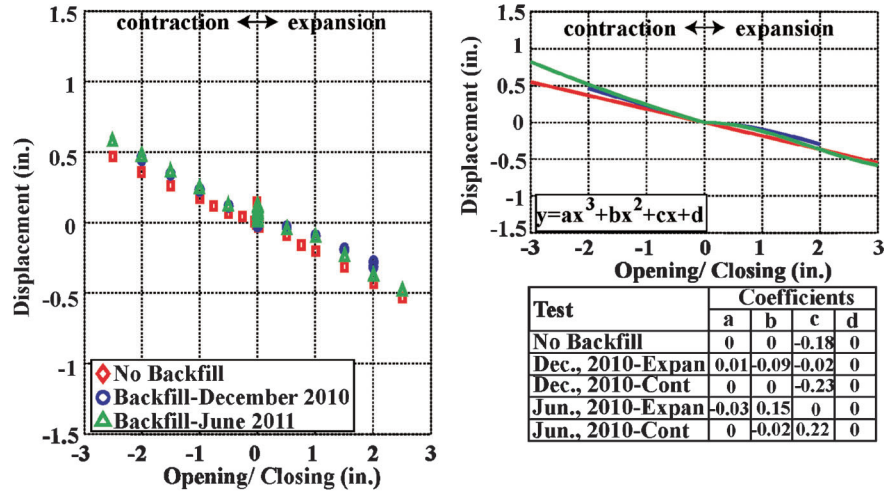 contraction ↔ expansion
1.5
1
0.5
0
-0.5
-1
-1.5
Displacement (in.)
No Backfill
Backfill-December 2010
Backfill-June 2011
-3 -2 -1 0 1 2 3
Opening/ Closing (in.)
contraction ↔ expansion
1.5
1
0.5
0
-0.5
-1
-1.5
Displacement (in.)
y=ax³+bx²+cx+d
-3 -2 -1 0 1 2 3
Opening/ Closing (in.)
Test Coefficients
a b c d
No Backfill 0 0 -0.18 0
Dec., 2010-Expan 0.01 -0.09 -0.02 0
Dec., 2010-Cont 0 0 -0.23 0
Jun., 2010-Expan -0.03 0.15 0 0
Jun., 2010-Cont 0 -0.02 0.22 0